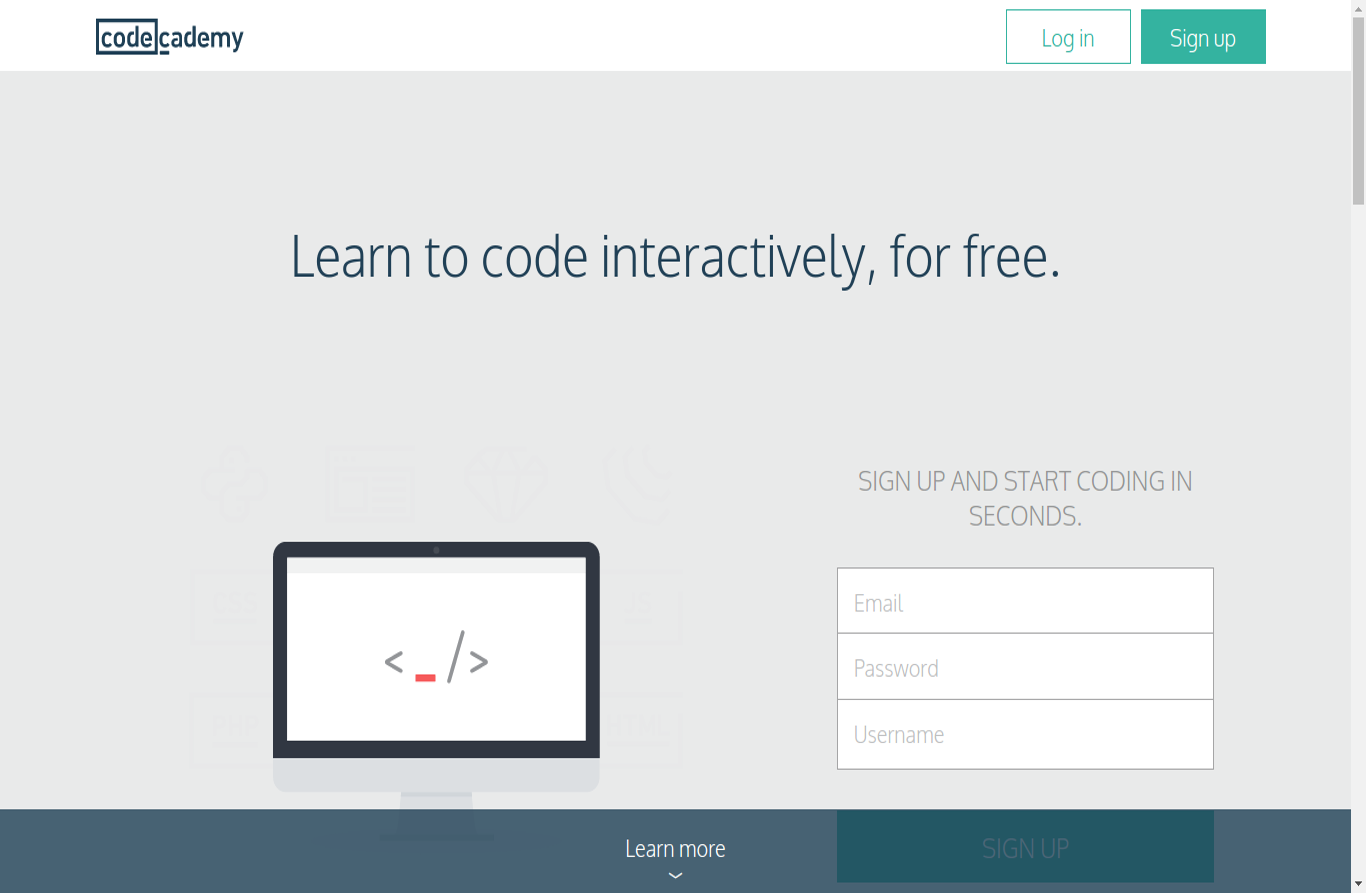 codecademy
Log in
Sign up
Learn to code interactively, for free.
SIGN UP AND START CODING IN
SECONDS.
CSS
JS
< _ />
Email
Password
PHP
HTML
Username
Learn more
SIGN UP